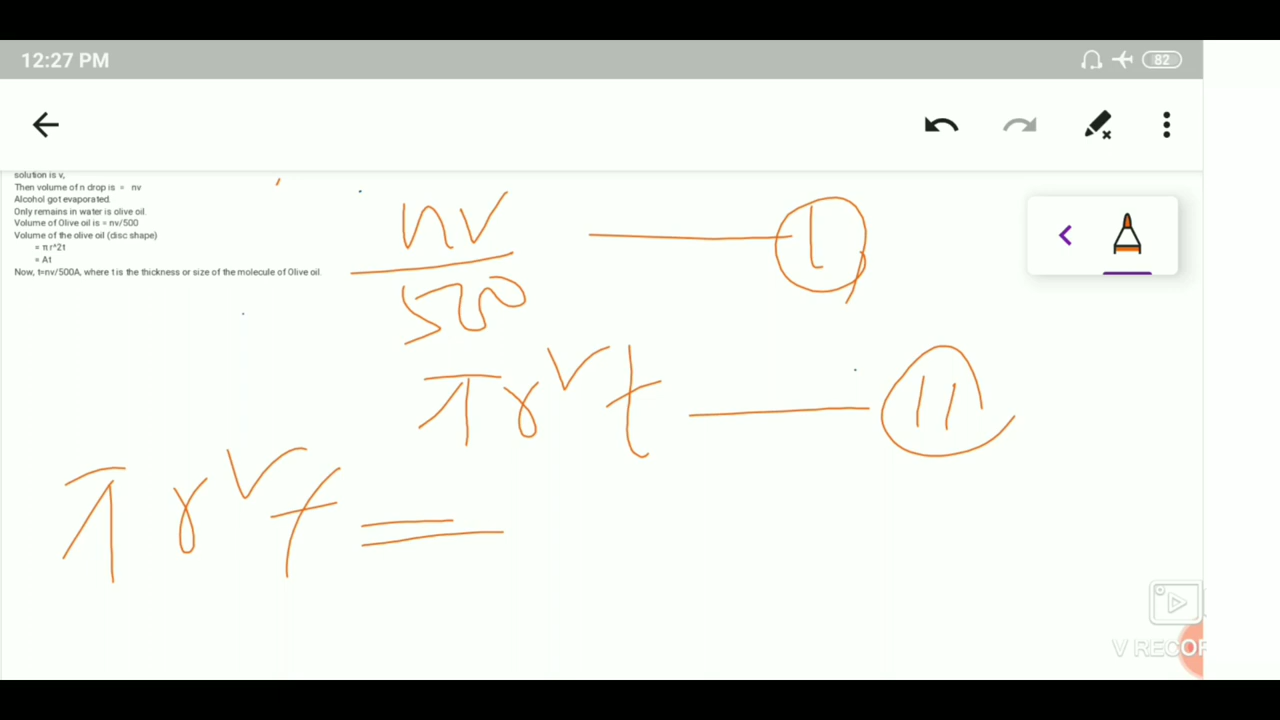 12:27 PM
82
solution is v,
Then volume of n drop is = nv
Alcohol got evaporated.
Only remains in water is olive oil.
Volume of Olive oil is = nv/500
Volume of the olive oil (disc shape)
= π r^2t
= At
Now, t=nv/500A, where t is the thickness or size of the molecule of Olive oil.
nv
500
I
πr²t
II
πr²t =
V RECOR